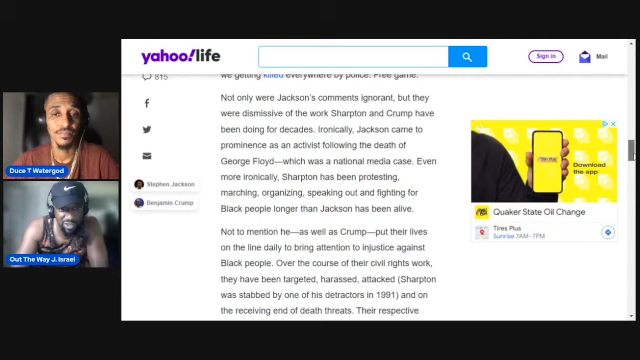 yahoo!life
Sign in
Mail
815
we getting killed everywhere by police. Free game.
Not only were Jackson's comments ignorant, but they
were dismissive of the work Sharpton and Crump have
been doing for decades. Ironically, Jackson came to
prominence as an activist following the death of
George Floyd—which was a national media case. Even
more ironically, Sharpton has been protesting,
marching, organizing, speaking out and fighting for
Black people longer than Jackson has been alive.
Not to mention he—as well as Crump—put their lives
on the line daily to bring attention to injustice against
Black people. Over the course of their civil rights work,
they have been targeted, harassed, attacked (Sharpton
was stabbed by one of his detractors in 1991) and on
the receiving end of death threats. Their respective
Stephen Jackson
Benjamin Crump
Download
the app
Quaker State Oil Change
Tires Plus
Sunrise 7AM–7PM
Duce T Watergod
Out The Way J. Israel